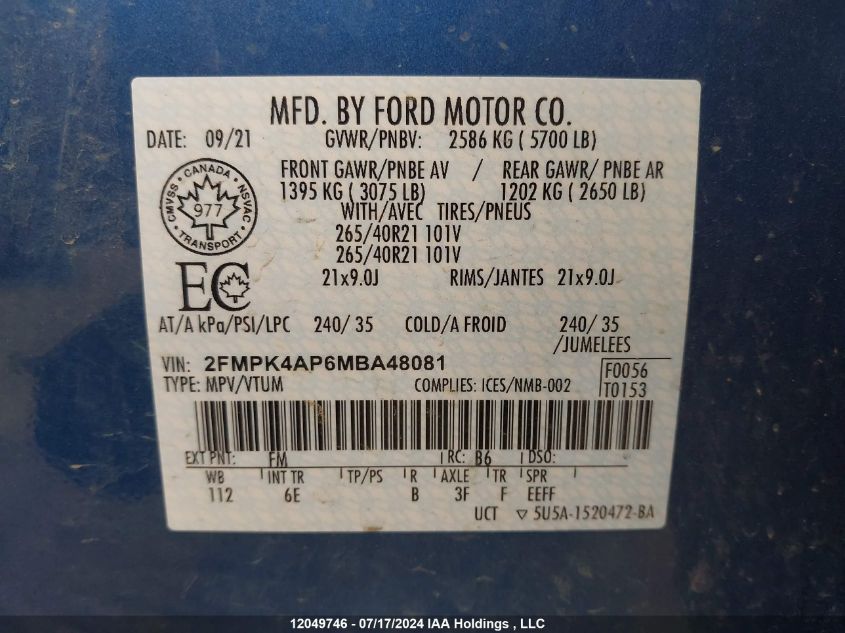 MFD. BY FORD MOTOR CO.
DATE: 09/21 GVWR/PNBV: 2586 KG ( 5700 LB)
FRONT GAWR/PNBE AV / REAR GAWR/ PNBE AR
1395 KG ( 3075 LB) 1202 KG ( 2650 LB)
WITH/AVEC TIRES/PNEUS
265/40R21 101V
265/40R21 101V
21x9.0J RIMS/JANTES 21x9.0J
CMVSS · CANADA · NSVAC
977
TRANSPORT
EC
AT/A kPa/PSI/LPC 240/ 35 COLD/A FROID 240/ 35
/JUMELEES
VIN: 2FMPK4AP6MBA48081
F0056
TYPE: MPV/VTUM COMPLIES: ICES/NMB-002 T0153
EXT PNT: FM RC: B6 DSO:
WB INT TR TP/PS R AXLE TR SPR
112 6E B 3F F EEFF
UCT ▽ 5U5A-1520472-BA
12049746 - 07/17/2024 IAA Holdings , LLC